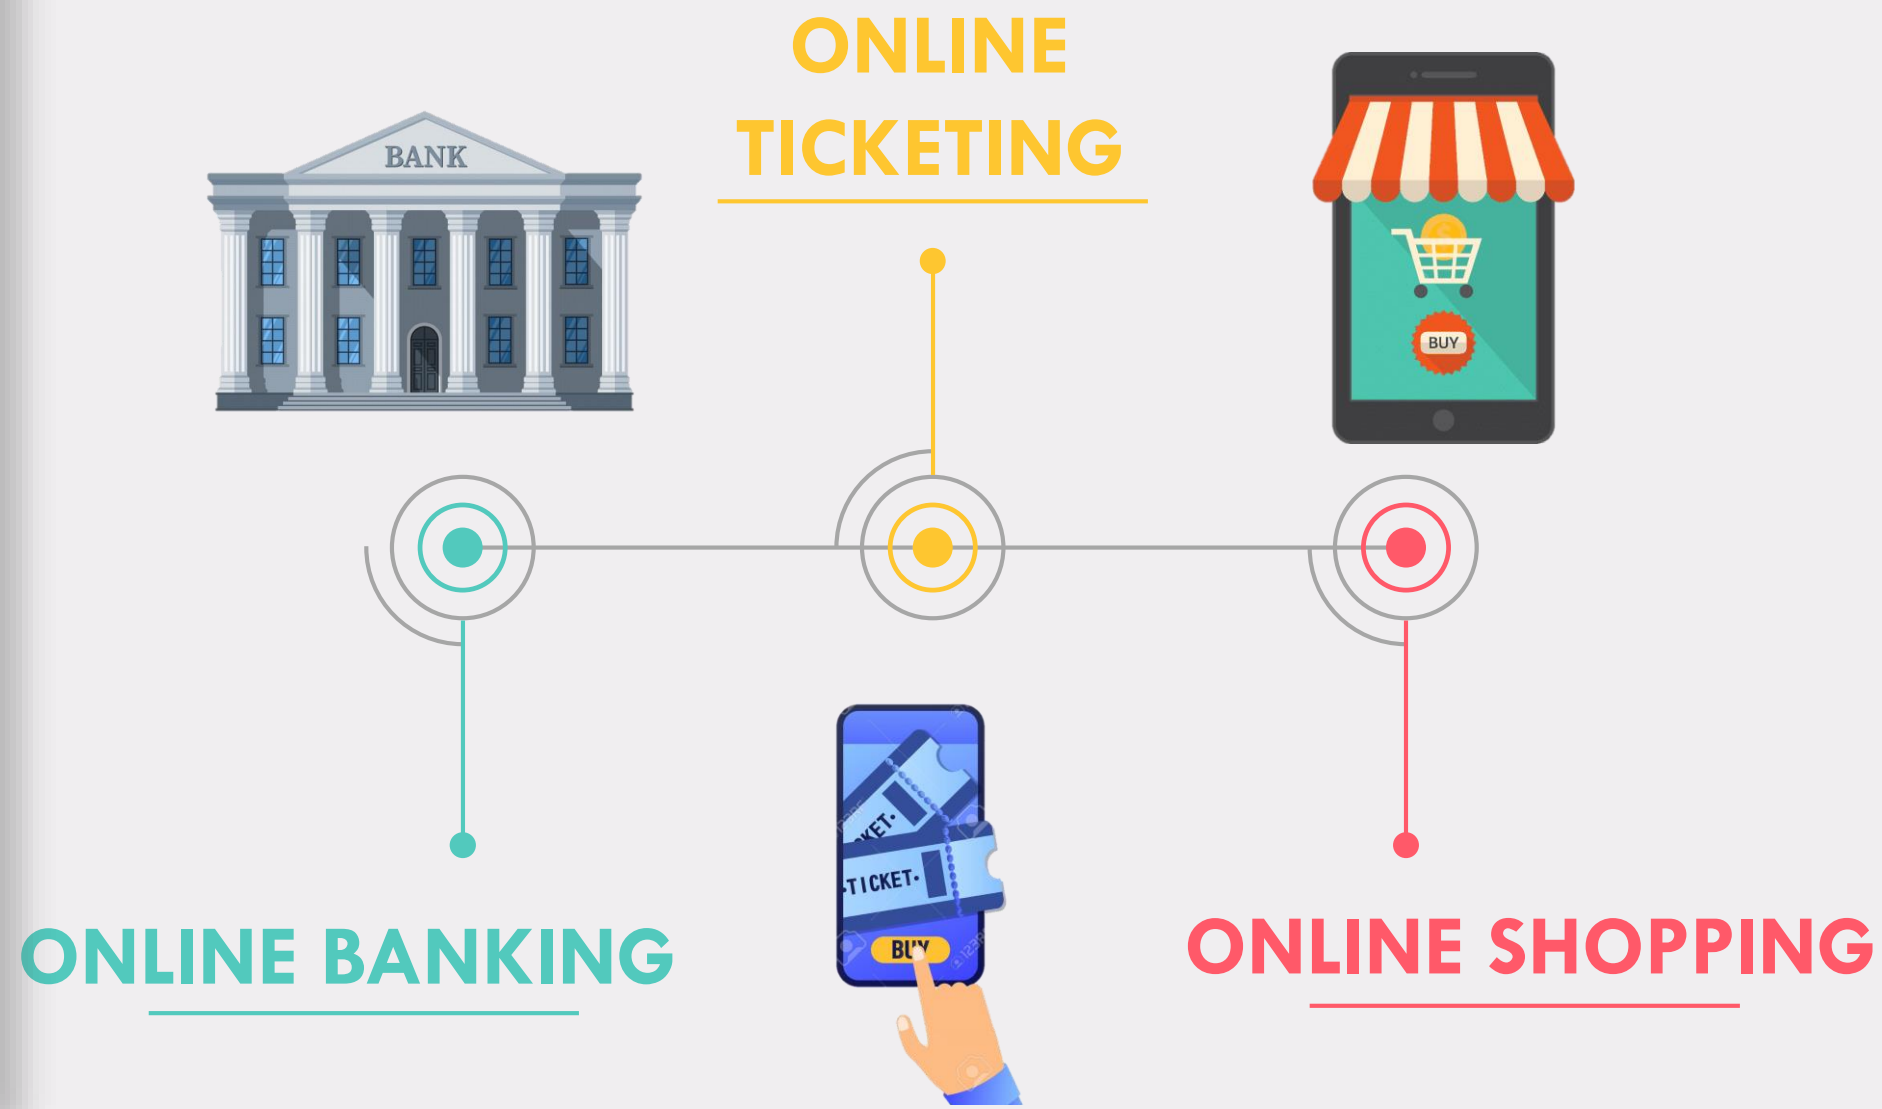 ONLINE
TICKETING
BANK
BUY
TICKET.
BUY
ONLINE BANKING
ONLINE SHOPPING